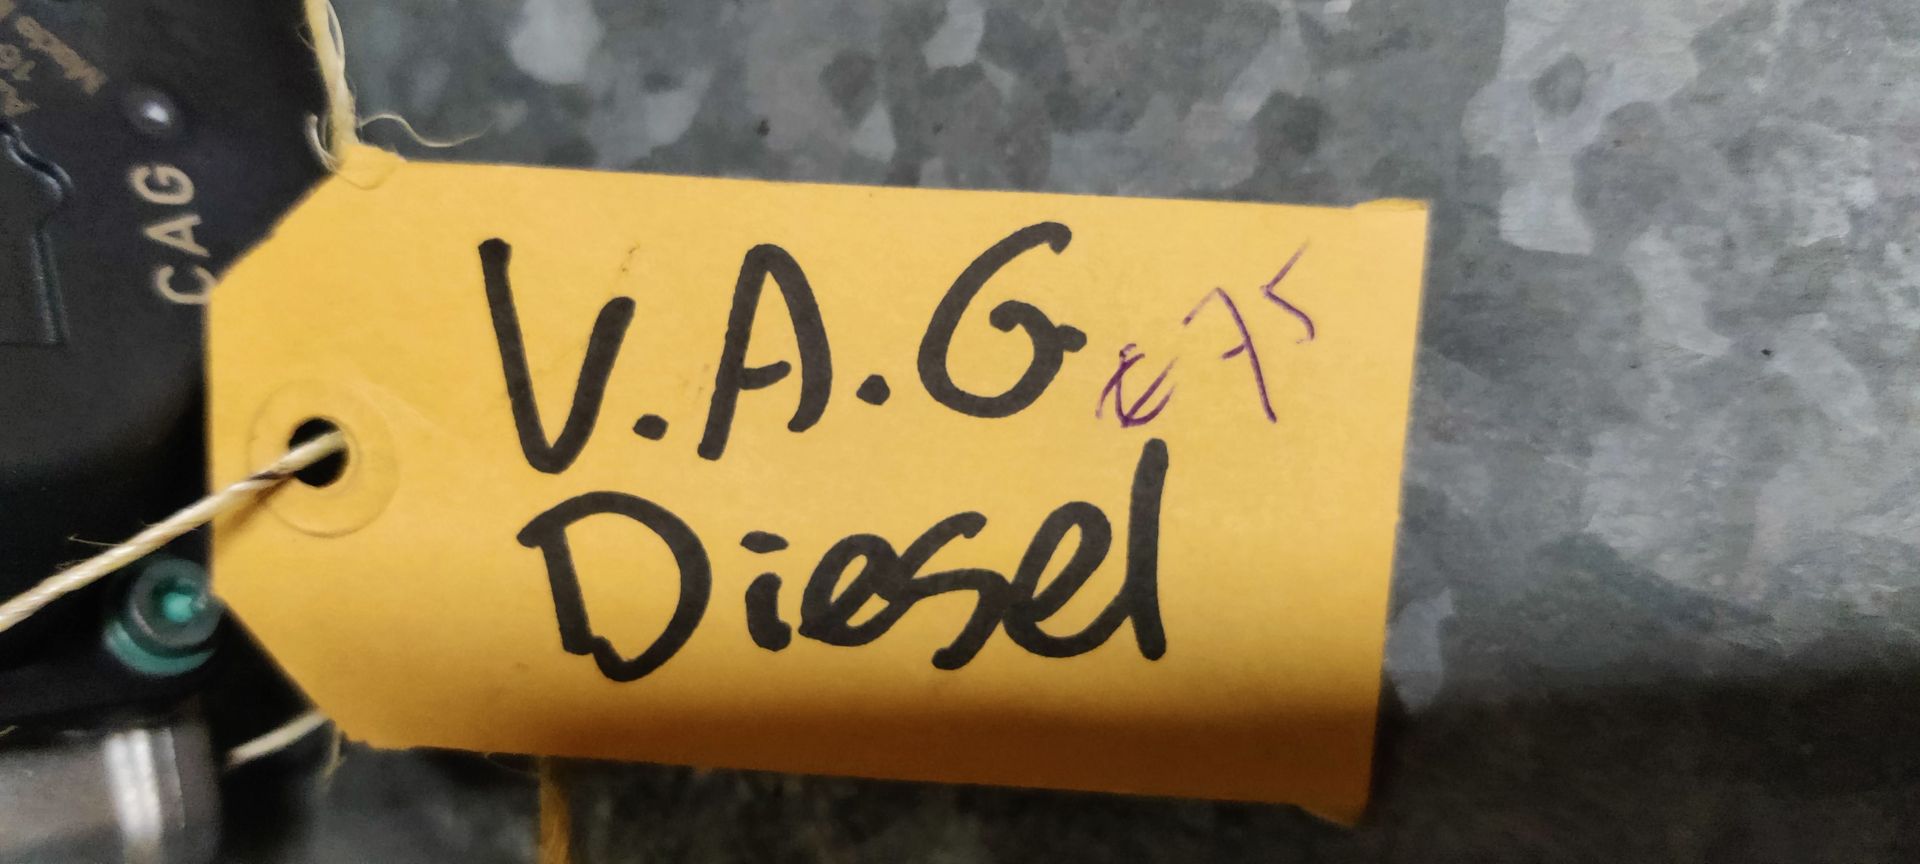 V.A.G €75
Diesel
CAG